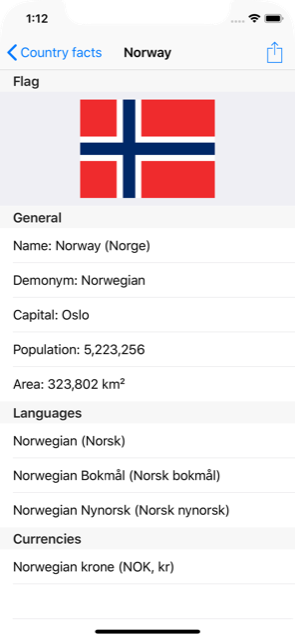 1:12
Country facts
Norway
Flag
General
Name: Norway (Norge)
Demonym: Norwegian
Capital: Oslo
Population: 5,223,256
Area: 323,802 km²
Languages
Norwegian (Norsk)
Norwegian Bokmål (Norsk bokmål)
Norwegian Nynorsk (Norsk nynorsk)
Currencies
Norwegian krone (NOK, kr)